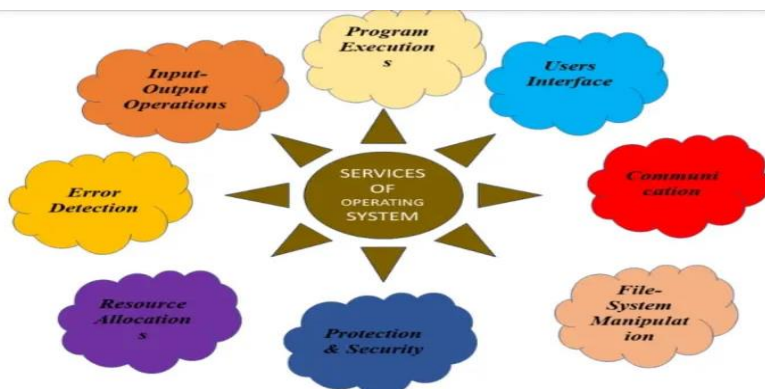 Program
Execution
s
Users
Interface
Communi
cation
File-
System
Manipulat
ion
Protection
& Security
Resource
Allocation
s
Error
Detection
Input-
Output
Operations
SERVICES
OF
OPERATING
SYSTEM